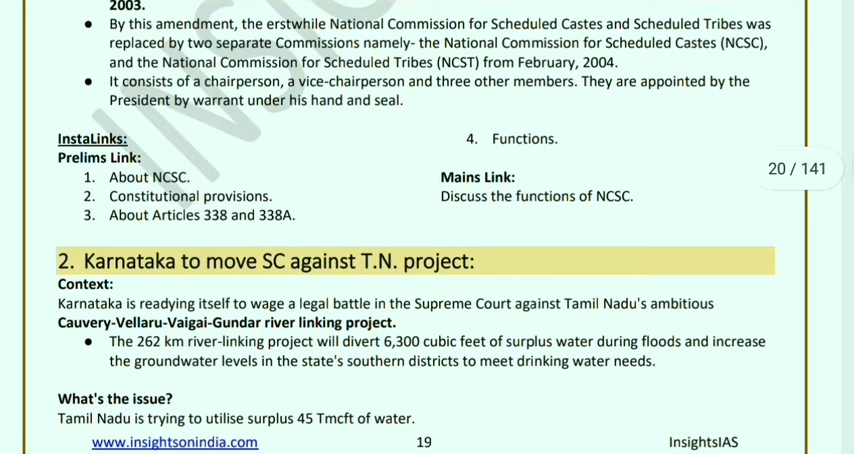 2003.
● By this amendment, the erstwhile National Commission for Scheduled Castes and Scheduled Tribes was
replaced by two separate Commissions namely- the National Commission for Scheduled Castes (NCSC),
and the National Commission for Scheduled Tribes (NCST) from February, 2004.
● It consists of a chairperson, a vice-chairperson and three other members. They are appointed by the
President by warrant under his hand and seal.
InstaLinks:
Prelims Link:
1. About NCSC.
2. Constitutional provisions.
3. About Articles 338 and 338A.
4. Functions.
Mains Link:
Discuss the functions of NCSC.
20 / 141
2. Karnataka to move SC against T.N. project:
Context:
Karnataka is readying itself to wage a legal battle in the Supreme Court against Tamil Nadu's ambitious
Cauvery-Vellaru-Vaigai-Gundar river linking project.
● The 262 km river-linking project will divert 6,300 cubic feet of surplus water during floods and increase
the groundwater levels in the state's southern districts to meet drinking water needs.
What's the issue?
Tamil Nadu is trying to utilise surplus 45 Tmcft of water.
www.insightsonindia.com 19 InsightsIAS